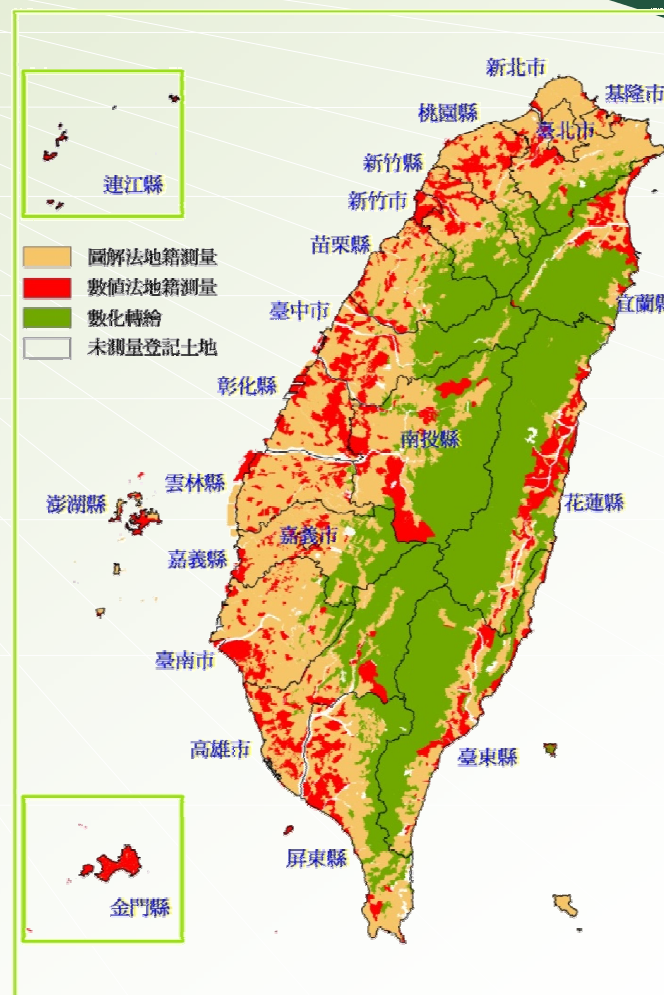 新北市
基隆市
桃園縣
臺北市
新竹縣
新竹市
連江縣
苗栗縣
圖解法地籍測量
數值法地籍測量
數化轉繪
未測量登記土地
宜蘭縣
臺中市
彰化縣
南投縣
雲林縣
澎湖縣
花蓮縣
嘉義市
嘉義縣
臺南市
高雄市
臺東縣
屏東縣
金門縣